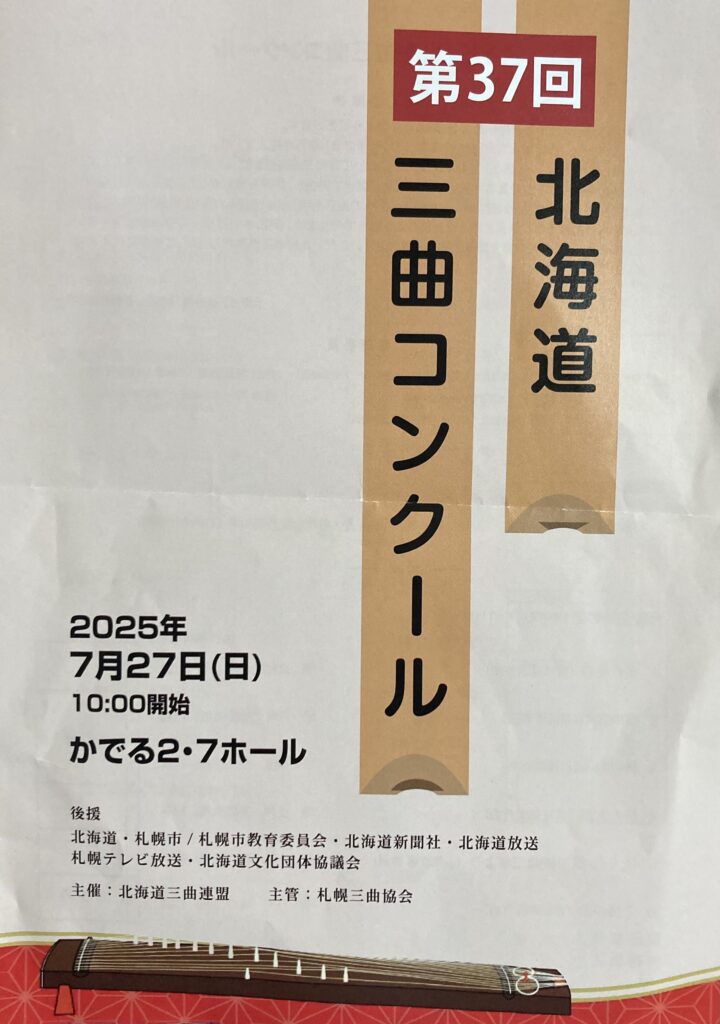 第37回
北海道
三曲コンクール
2025年
7月27日(日)
10:00開始
かでる2・7ホール
後援
北海道・札幌市/札幌市教育委員会・北海道新聞社・北海道放送
札幌テレビ放送・北海道文化団体協議会
主催：北海道三曲連盟　　主管：札幌三曲協会